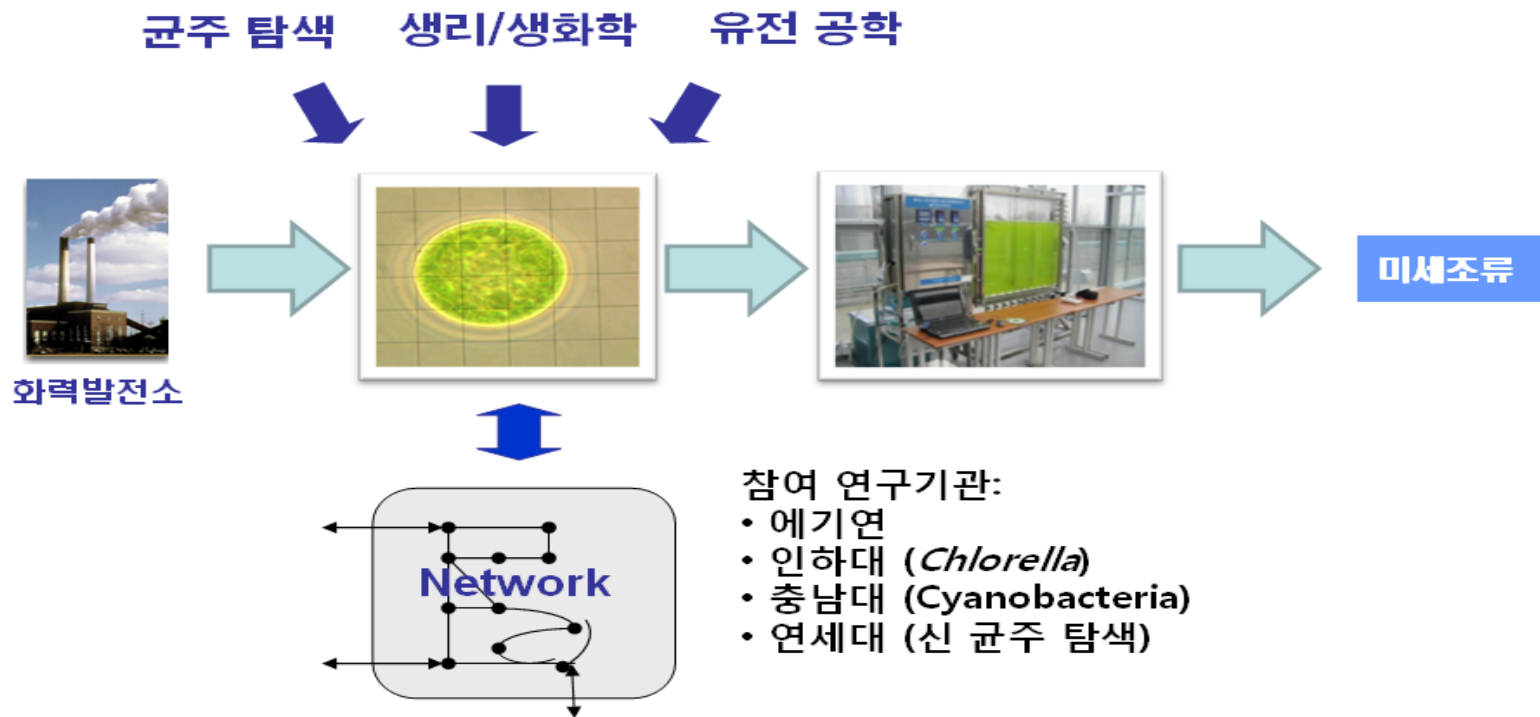 균주 탐색 생리/생화학 유전 공학
미세조류
화력발전소
Network
참여 연구기관:
• 에기연
• 인하대 (Chlorella)
• 충남대 (Cyanobacteria)
• 연세대 (신 균주 탐색)